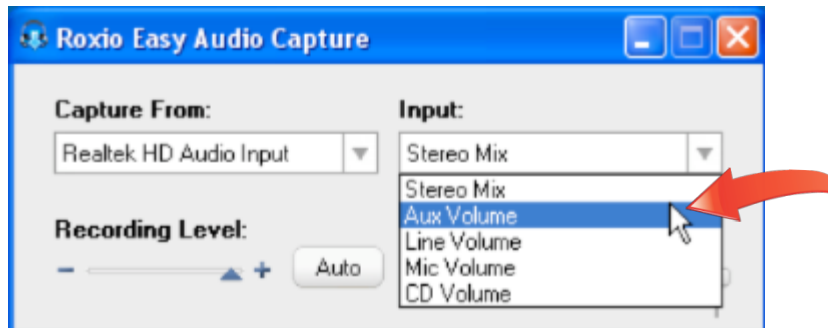 Roxio Easy Audio Capture
Capture From:
Input:
Realtek HD Audio Input
Stereo Mix
Stereo Mix
Aux Volume
Recording Level:
Line Volume
- + Auto
Mic Volume
CD Volume